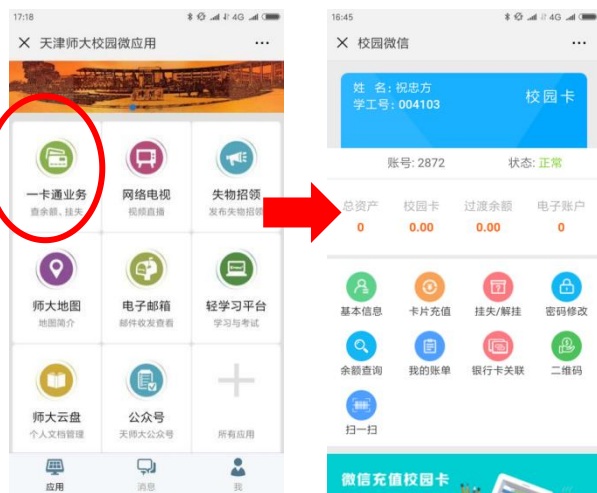 17:18
4G
天津师大校园微应用
一卡通业务
网络电视
失物招领
查余额、挂失
视频直播
发布失物招领
师大地图
电子邮箱
轻学习平台
地图简介
邮件收发查看
学习与考试
师大云盘
公众号
个人文档管理
天师大公众号
所有应用
应用
消息
我
16:45
4G
校园微信
姓 名:祝忠方
学工号:004103
校园卡
账号: 2872
状态: 正常
总资产
校园卡
过渡余额
电子账户
0
0.00
0.00
0
基本信息
卡片充值
挂失/解挂
密码修改
余额查询
我的账单
银行卡关联
二维码
扫一扫
微信充值校园卡